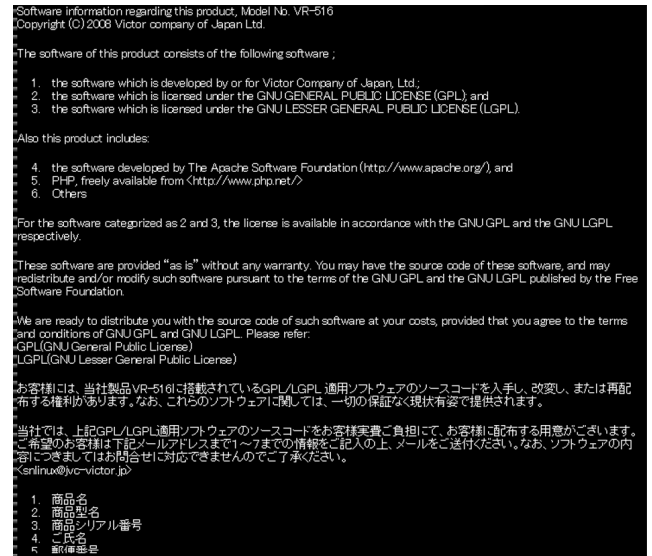 Software information regarding this product, Model No. VR-516
Copyright (C) 2008 Victor company of Japan Ltd.
The software of this product consists of the following software ;
1. the software which is developed by or for Victor Company of Japan, Ltd.;
2. the software which is licensed under the GNU GENERAL PUBLIC LICENSE (GPL); and
3. the software which is licensed under the GNU LESSER GENERAL PUBLIC LICENSE (LGPL).
Also this product includes:
4. the software developed by The Apache Software Foundation (http://www.apache.org/), and
5. PHP, freely available from <http://www.php.net/>
6. Others
For the software categorized as 2 and 3, the license is available in accordance with the GNU GPL and the GNU LGPL
respectively.
These software are provided “as is” without any warranty. You may have the source code of these software, and may
redistribute and/or modify such software pursuant to the terms of the GNU GPL and the GNU LGPL published by the Free
Software Foundation.
We are ready to distribute you with the source code of such software at your costs, provided that you agree to the terms
and conditions of GNU GPL and GNU LGPL. Please refer:
GPL(GNU General Public License)
LGPL(GNU Lesser General Public License)
お客様には、当社製品VR-516に搭載されているGPL/LGPL 適用ソフトウェアのソースコードを入手し、改変し、または再配
布する権利があります。なお、これらのソフトウェアに関しては、一切の保証なく現状有姿で提供されます。
当社では、上記GPL/LGPL適用ソフトウェアのソースコードをお客様実費ご負担にて、お客様に配布する用意がございます。
ご希望のお客様は下記メールアドレスまで1～7までの情報をご記入の上、メールをご送付ください。なお、ソフトウェアの内
容につきましてはお問合せに対応できませんのでご了承ください。
<snlinux@jvc-victor.jp>
1. 商品名
2. 商品型名
3. 商品シリアル番号
4. ご氏名
5. 郵便番号